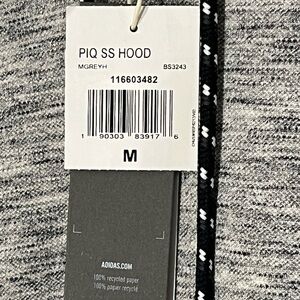 PIQ SS HOOD
MGREYH BS3243
116603482
1 90303 83917 6
M
ADIDAS.COM
100% recycled paper
100% papier recyclé